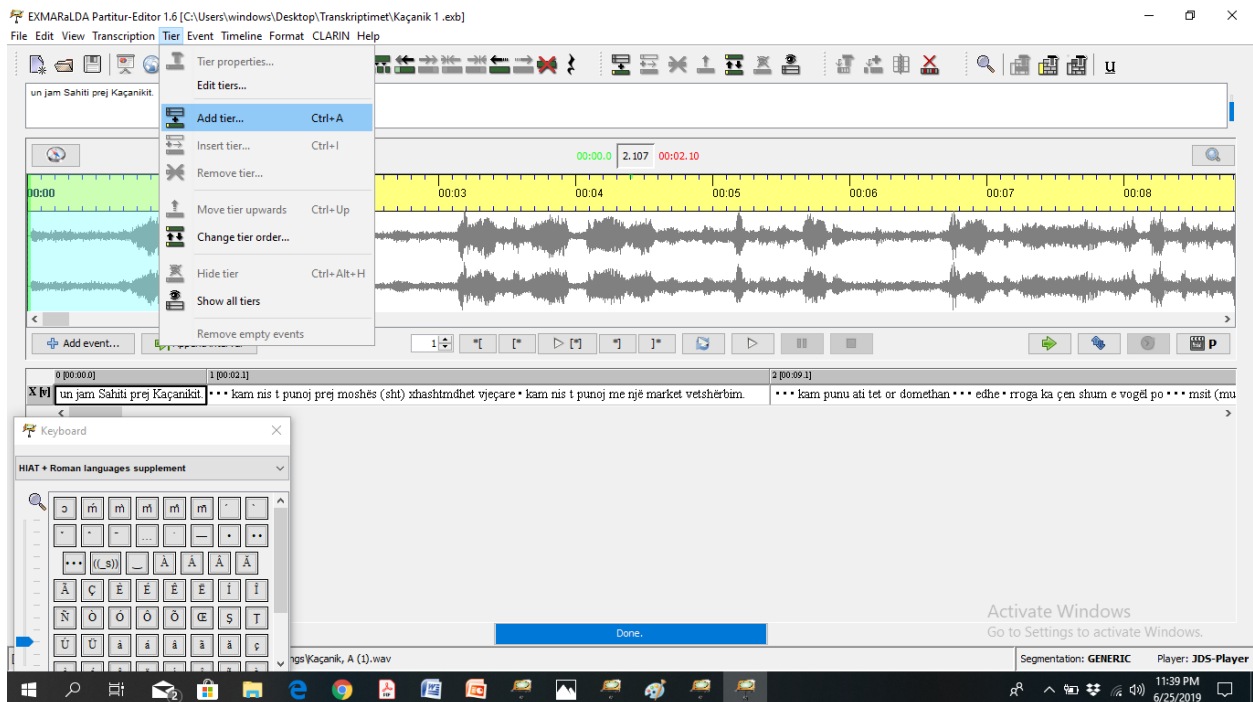 EXMARaLDA Partitur-Editor 1.6 [C:\Users\windows\Desktop\Transkriptimet\Kaçanik 1 .exb]
File Edit View Transcription Tier Event Timeline Format CLARIN Help
Tier properties...
Edit tiers...
Add tier... Ctrl+A
Insert tier... Ctrl+I
Remove tier...
Move tier upwards Ctrl+Up
Change tier order...
Hide tier Ctrl+Alt+H
Show all tiers
Remove empty events
un jam Sahiti prej Kaçanikit.
00:00.0 2.107 00:02.10
00:00 00:03 00:04 00:05 00:06 00:07 00:08
Add event...
1 *[ [* [*] *] ]* P
0 [00:00.0] 1 [00:02.1] 2 [00:09.1]
X [v] un jam Sahiti prej Kaçanikit. • • • kam nis t punoj prej moshës (sht) xhashtmdhet vjeçare • kam nis t punoj me një market vetshërbim. • • • kam punu ati tet or domethan • • • edhe • rroga ka çen shum e vogël po • • • msit (mu
Keyboard
HIAT + Roman languages supplement
• • •
• • • ((_s)) À Á Â Ã
Ç È É Ê
Ñ Ò Ó Ô Õ Œ Ş Ţ
à á â ã ă ç
Done.
Activate Windows
Go to Settings to activate Windows.
ngs\Kaçanik, A (1).wav
Segmentation: GENERIC Player: JDS-Player
11:39 PM
6/25/2019